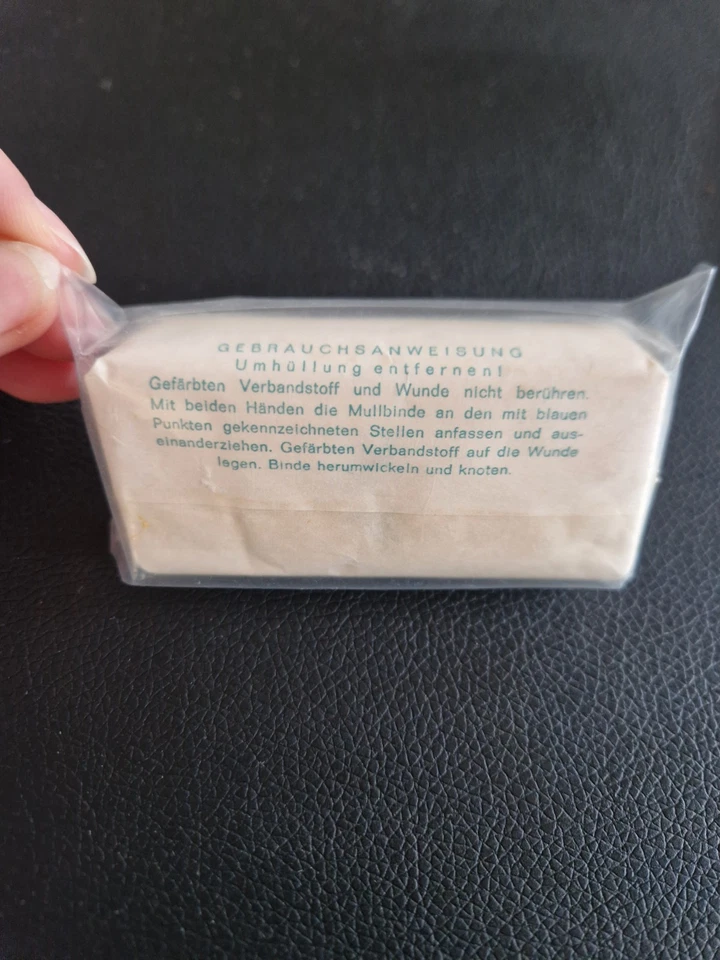 GEBRAUCHSANWEISUNG
Umhüllung entfernen!
Gefärbten Verbandstoff und Wunde nicht berühren.
Mit beiden Händen die Mullbinde an den mit blauen
Punkten gekennzeichneten Stellen anfassen und aus-
einanderziehen. Gefärbten Verbandstoff auf die Wunde
legen. Binde herumwickeln und knoten.